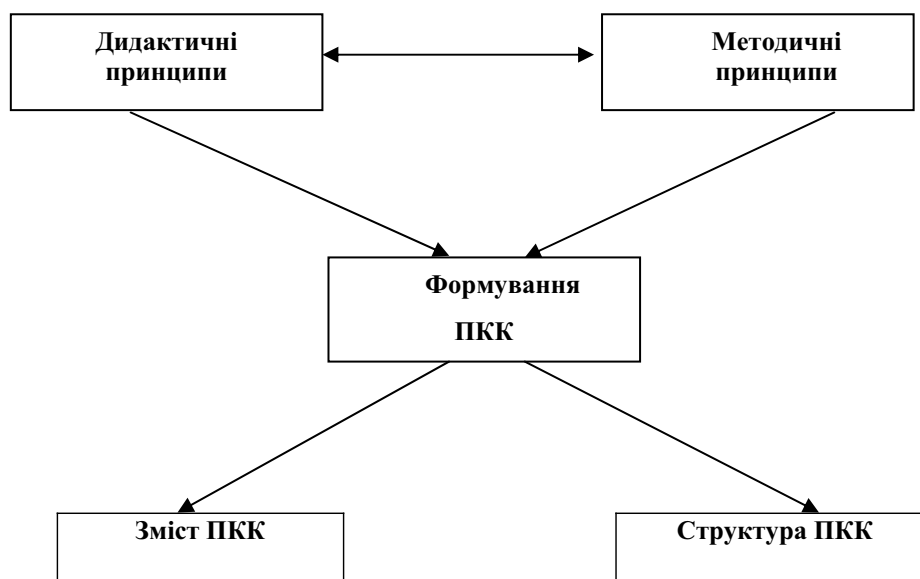 Дидактичні
принципи
Методичні
принципи
Формування
ПКК
Зміст ПКК
Структура ПКК